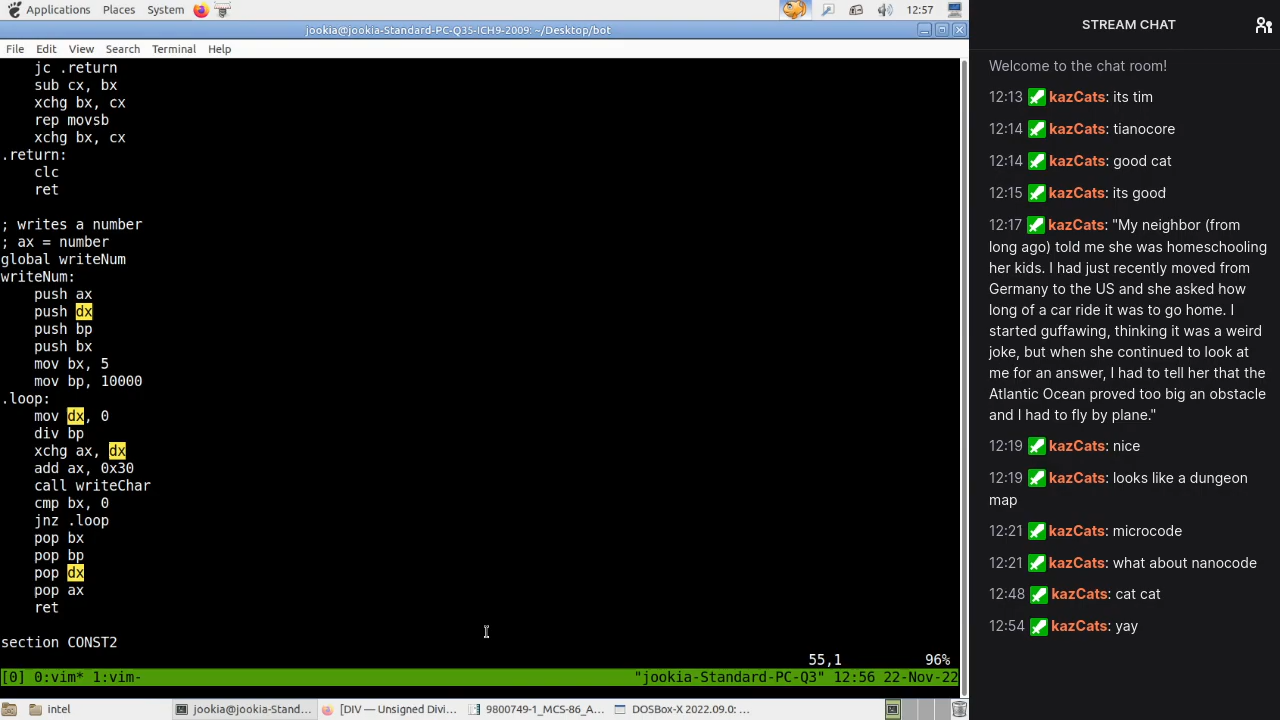 Applications Places System 12:57
jookia@jookia-Standard-PC-Q35-ICH9-2009: ~/Desktop/bot
File Edit View Search Terminal Help
jc .return
sub cx, bx
xchg bx, cx
rep movsb
xchg bx, cx
.return:
clc
ret
; writes a number
; ax = number
global writeNum
writeNum:
push ax
push dx
push bp
push bx
mov bx, 5
mov bp, 10000
.loop:
mov dx, 0
div bp
xchg ax, dx
add ax, 0x30
call writeChar
cmp bx, 0
jnz .loop
pop bx
pop bp
pop dx
pop ax
ret
section CONST2
55,1 96%
[0] 0:vim* 1:vim- "jookia-Standard-PC-Q3" 12:56 22-Nov-22
intel jookia@jookia-Stand... [DIV — Unsigned Divi... 9800749-1_MCS-86_A... DOSBox-X 2022.09.0: ...
STREAM CHAT
Welcome to the chat room!
12:13 kazCats: its tim
12:14 kazCats: tianocore
12:14 kazCats: good cat
12:15 kazCats: its good
12:17 kazCats: "My neighbor (from
long ago) told me she was homeschooling
her kids. I had just recently moved from
Germany to the US and she asked how
long of a car ride it was to go home. I
started guffawing, thinking it was a weird
joke, but when she continued to look at
me for an answer, I had to tell her that the
Atlantic Ocean proved too big an obstacle
and I had to fly by plane."
12:19 kazCats: nice
12:19 kazCats: looks like a dungeon
map
12:21 kazCats: microcode
12:21 kazCats: what about nanocode
12:48 kazCats: cat cat
12:54 kazCats: yay